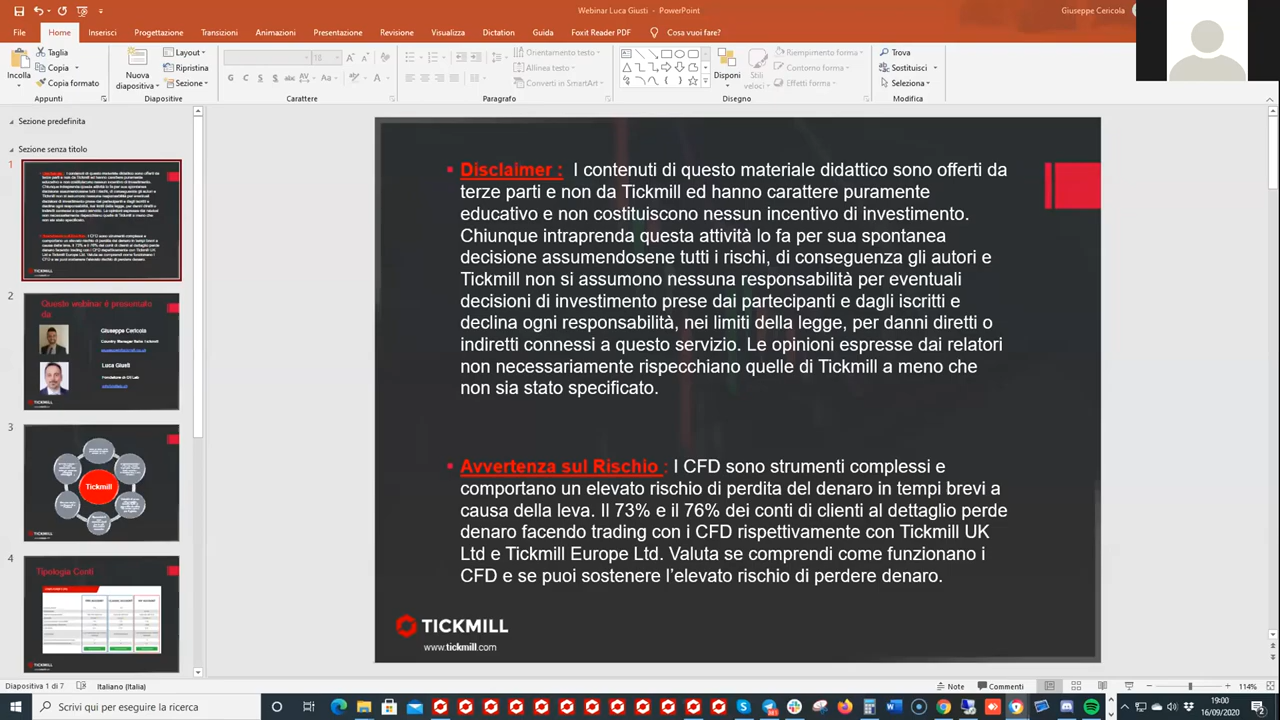 Webinar Luca Giusti - PowerPoint
Giuseppe Cericola
File Home Inserisci Progettazione Transizioni Animazioni Presentazione Revisione Visualizza Dictation Guida Foxit Reader PDF Cosa vuoi fare?
Incolla
Taglia
Copia
Copia formato
Appunti
Nuova
diapositiva
Layout
Ripristina
Sezione
Diapositive
18
Carattere
Orientamento testo
Allinea testo
Converti in SmartArt
Paragrafo
Disponi
Stili
veloci
Riempimento forma
Contorno forma
Effetti forma
Disegno
Trova
Sostituisci
Seleziona
Modifica
Sezione predefinita
Sezione senza titolo
1
TICKMILL
2
Questo webinar è presentato
da
Giuseppe Cericola
Luca Giusti
3
Tickmill
4
Tipologia Conti
TICKMILL
Disclaimer : I contenuti di questo materiale didattico sono offerti da
terze parti e non da Tickmill ed hanno carattere puramente
educativo e non costituiscono nessun incentivo di investimento.
Chiunque intraprenda questa attività lo fa per sua spontanea
decisione assumendosene tutti i rischi, di conseguenza gli autori e
Tickmill non si assumono nessuna responsabilità per eventuali
decisioni di investimento prese dai partecipanti e dagli iscritti e
declina ogni responsabilità, nei limiti della legge, per danni diretti o
indiretti connessi a questo servizio. Le opinioni espresse dai relatori
non necessariamente rispecchiano quelle di Tickmill a meno che
non sia stato specificato.
Avvertenza sul Rischio : I CFD sono strumenti complessi e
comportano un elevato rischio di perdita del denaro in tempi brevi a
causa della leva. Il 73% e il 76% dei conti di clienti al dettaglio perde
denaro facendo trading con i CFD rispettivamente con Tickmill UK
Ltd e Tickmill Europe Ltd. Valuta se comprendi come funzionano i
CFD e se puoi sostenere l'elevato rischio di perdere denaro.
TICKMILL
www.tickmill.com
Diapositiva 1 di 7
Italiano (Italia)
Note
Commenti
114%
Scrivi qui per eseguire la ricerca
19:00
16/09/2020